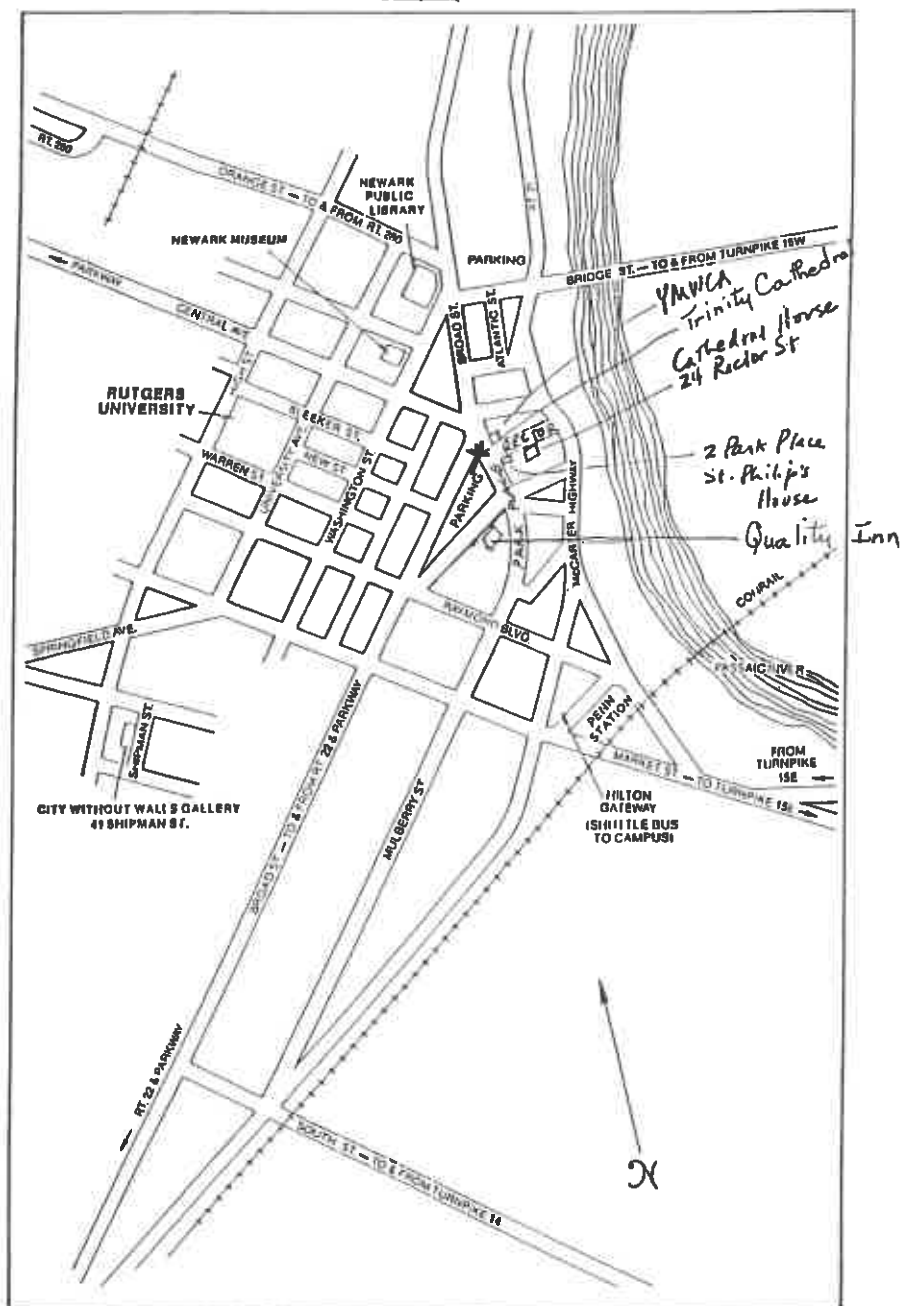 RT. 280
ORANGE ST. — TO & FROM RT. 280
NEWARK
PUBLIC
LIBRARY
NEWARK MUSEUM
PARKING
BRIDGE ST. — TO & FROM TURNPIKE 15W
PARKWAY
CENTRAL AVE
BROAD ST.
ATLANTIC ST.
YMWCA
Trinity Cathedral
Cathedral House
24 Rector St
RUTGERS
UNIVERSITY
BLEEKER ST.
WARREN ST
NEW ST.
UNIVERSITY AVE
WASHINGTON ST.
PARKING
PARK
2 Park Place
St. Philip's
House
McCARTER HIGHWAY
Quality Inn
CONRAIL
RAYMOND BLVD.
SPRINGFIELD AVE.
PASSAIC RIVER
PENN
STATION
SHIPMAN ST.
FROM
TURNPIKE
15E
MARKET ST — TO TURNPIKE 15E
CITY WITHOUT WALLS GALLERY
49 SHIPMAN ST.
HILTON
GATEWAY
(SHUTTLE BUS
TO CAMPUS)
BROAD ST — TO & FROM RT 22 & PARKWAY
MULBERRY ST
RT. 22 & PARKWAY
SOUTH ST — TO & FROM TURNPIKE 14
N